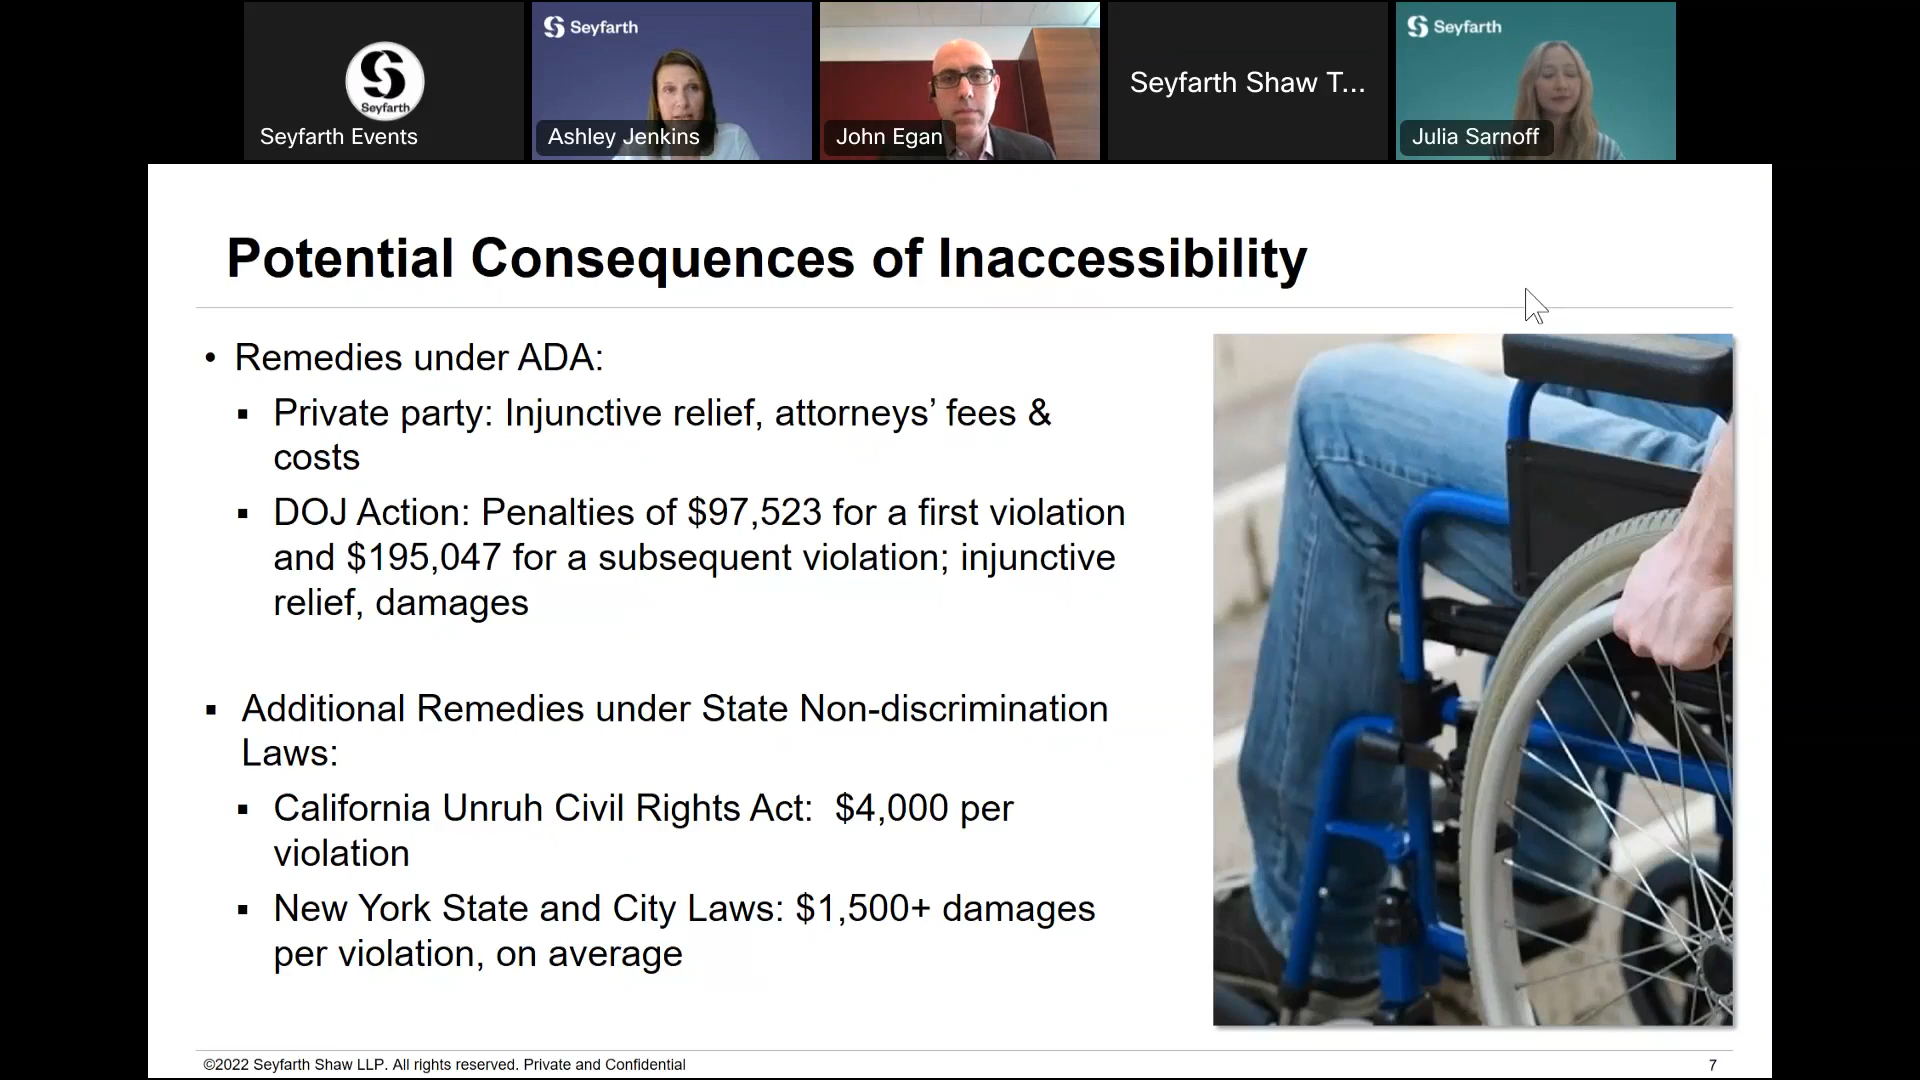 Seyfarth
Seyfarth Events
Seyfarth
Ashley Jenkins
John Egan
Seyfarth Shaw T...
Seyfarth
Julia Sarnoff
Potential Consequences of Inaccessibility
• Remedies under ADA:
▪ Private party: Injunctive relief, attorneys’ fees &
costs
▪ DOJ Action: Penalties of $97,523 for a first violation
and $195,047 for a subsequent violation; injunctive
relief, damages
▪ Additional Remedies under State Non-discrimination
Laws:
▪ California Unruh Civil Rights Act:  $4,000 per
violation
▪ New York State and City Laws: $1,500+ damages
per violation, on average
©2022 Seyfarth Shaw LLP. All rights reserved. Private and Confidential
7